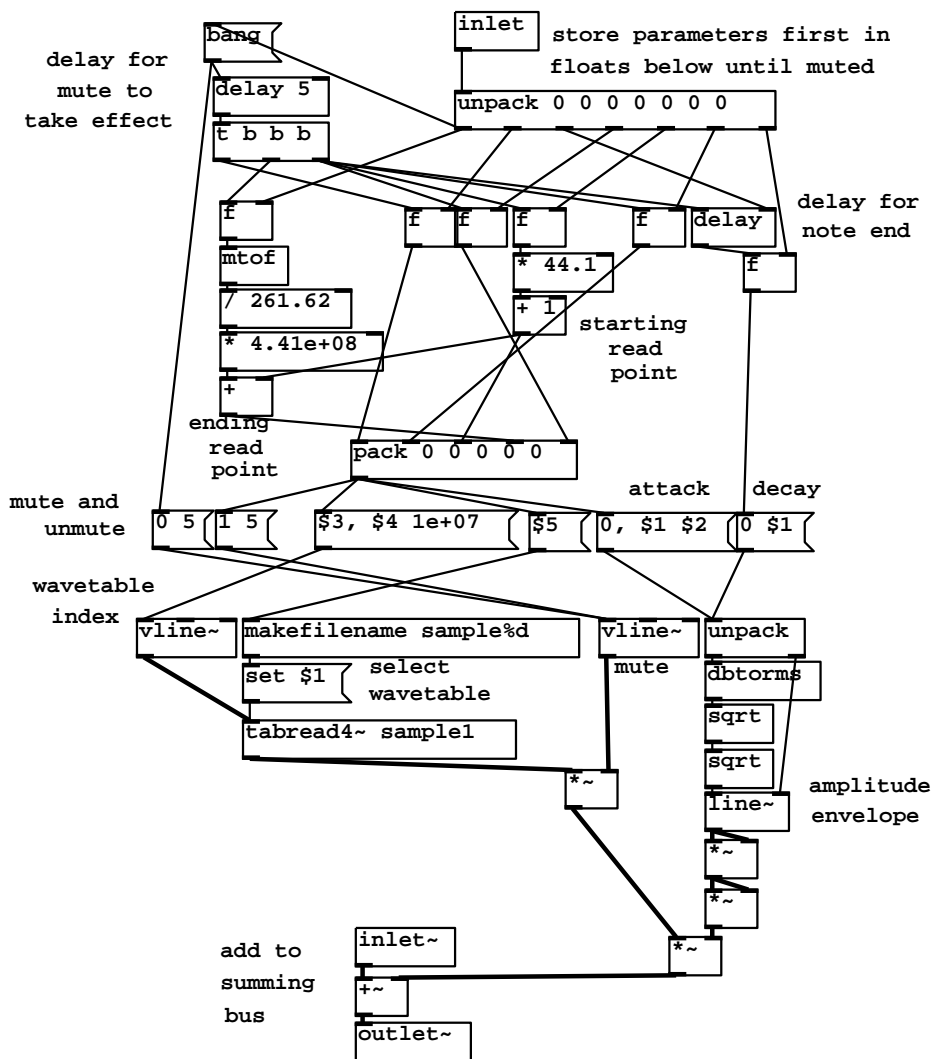 bang
inlet
store parameters first in
floats below until muted
delay for
mute to
take effect
delay 5
unpack 0 0 0 0 0 0 0
t b b b
f
f
f
f
f
delay
delay for
note end
mtof
* 44.1
f
/ 261.62
+ 1
starting
read
point
* 4.41e+08
+
ending
read
point
pack 0 0 0 0 0
mute and
unmute
attack
decay
0 5
1 5
$3, $4 1e+07
$5
0, $1 $2
0 $1
wavetable
index
vline~
makefilename sample%d
vline~
unpack
set $1
select
wavetable
mute
dbtorms
tabread4~ sample1
sqrt
sqrt
*~
line~
amplitude
envelope
*~
*~
add to
summing
bus
inlet~
*~
+~
outlet~